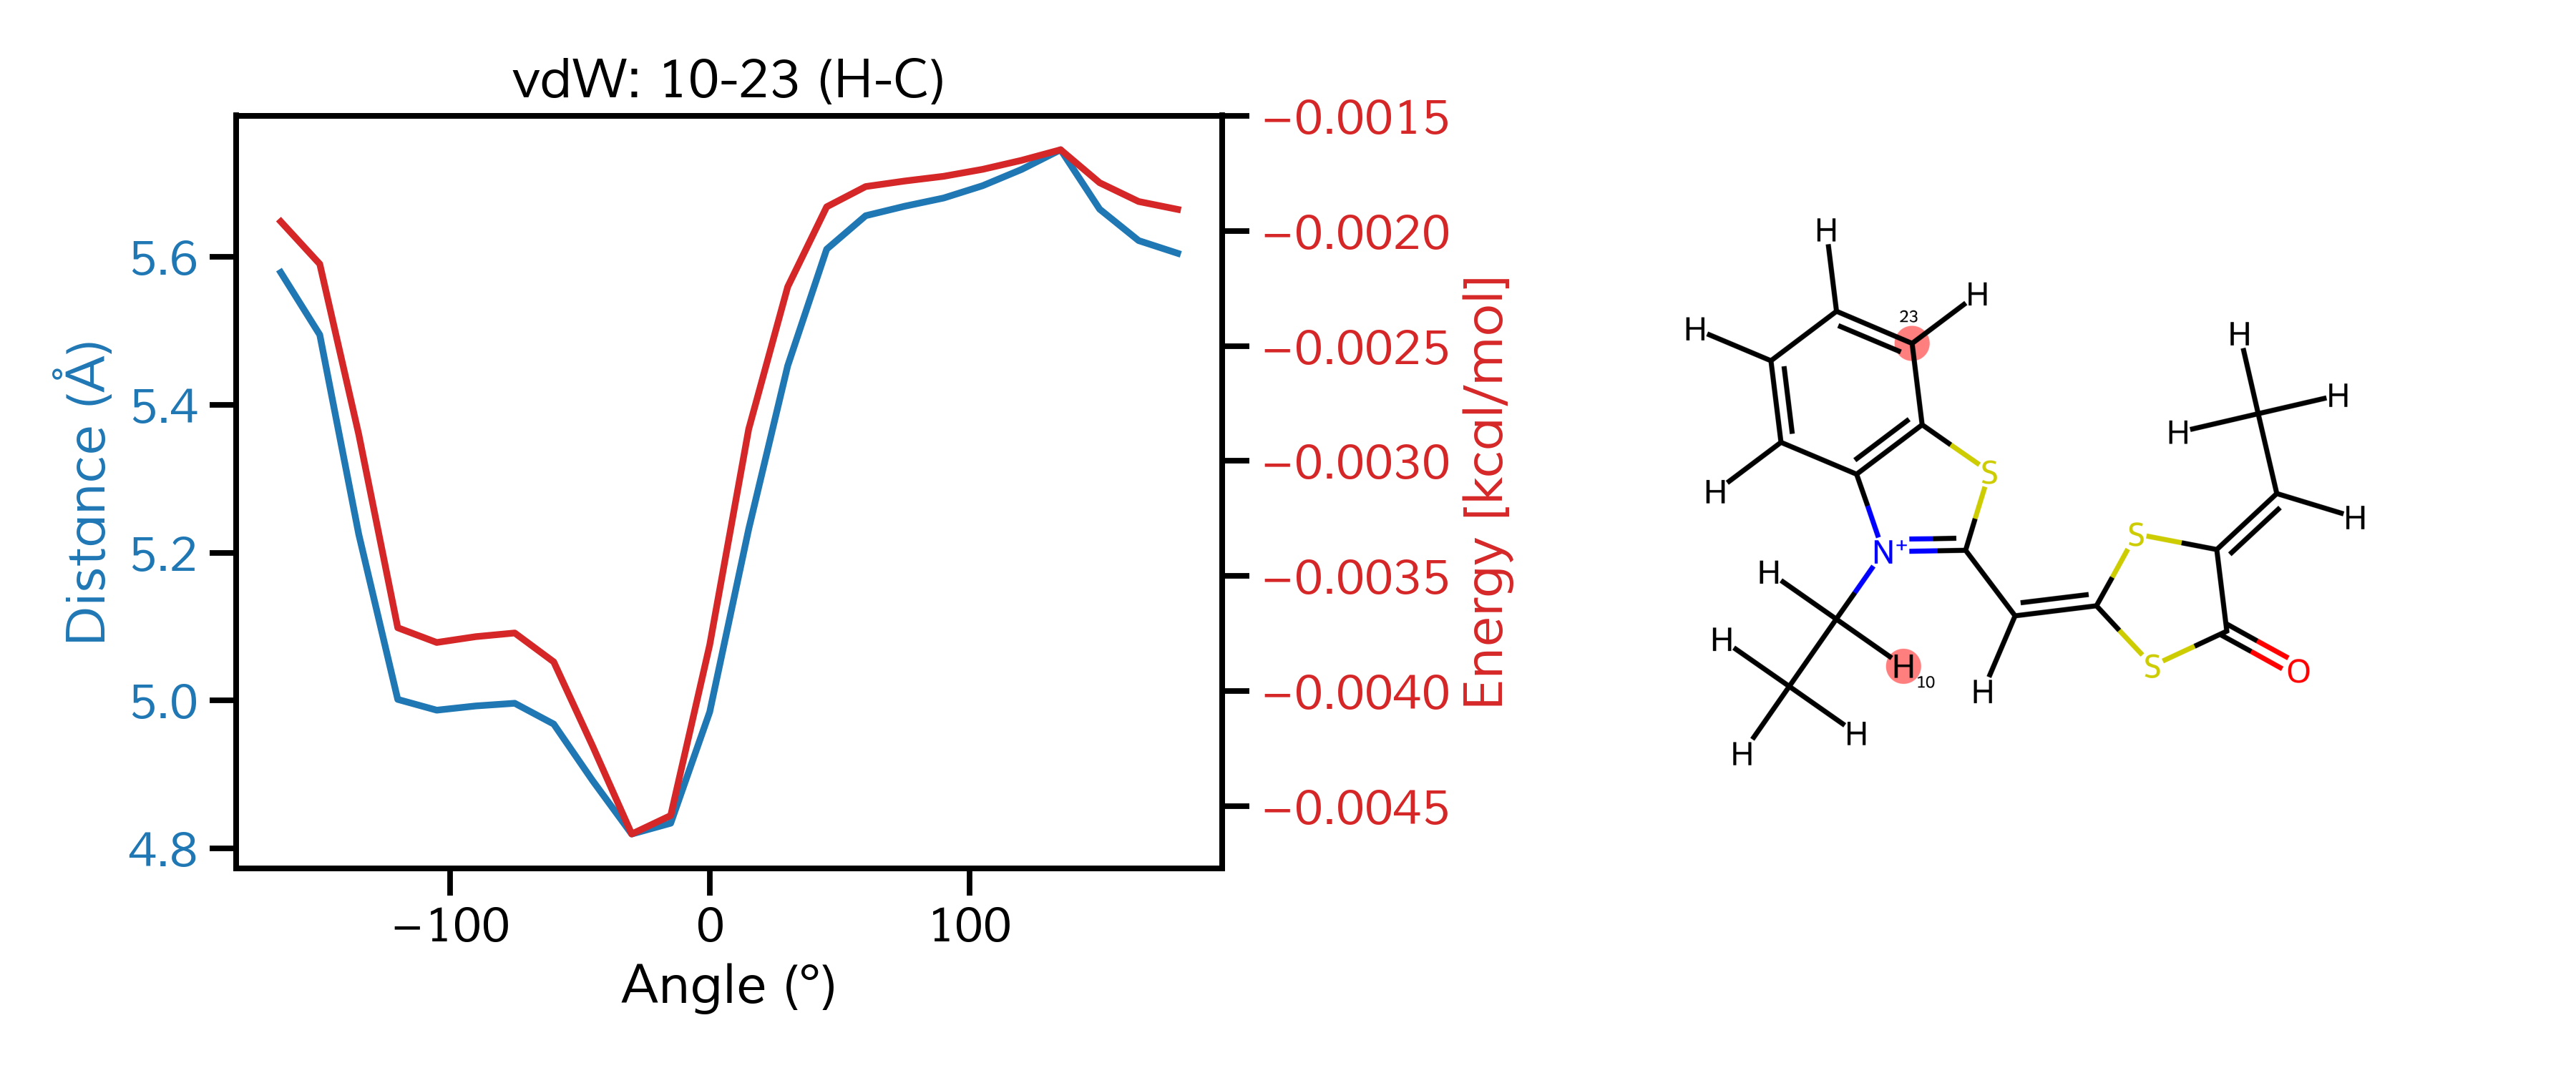 vdW: 10-23 (H-C)
Distance (Å)
5.6
5.4
5.2
5.0
4.8
−0.0015
−0.0020
−0.0025
−0.0030
−0.0035
−0.0040
−0.0045
Energy [kcal/mol]
−100
0
100
Angle (°)
H
H
23
H
H
H
H
S
H
H
S
H
N+
H
H
H
10
S
O
H
H
H